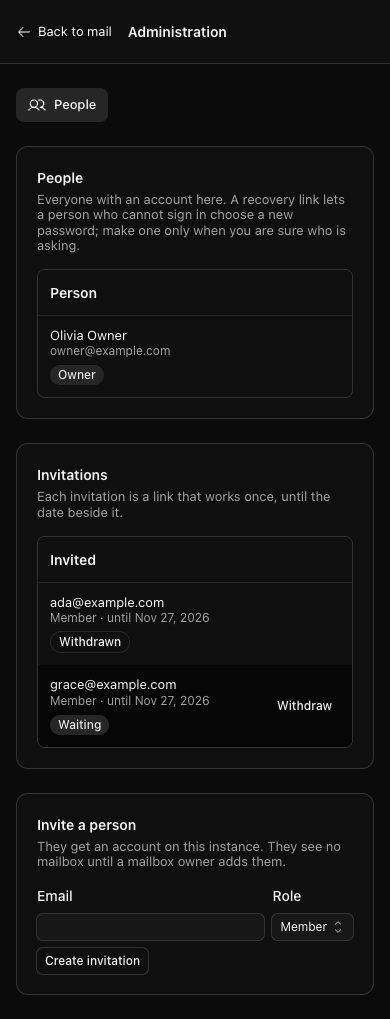 Back to mail Administration
People
People
Everyone with an account here. A recovery link lets
a person who cannot sign in choose a new
password; make one only when you are sure who is
asking.
Person
Olivia Owner
owner@example.com
Owner
Invitations
Each invitation is a link that works once, until the
date beside it.
Invited
ada@example.com
Member · until Nov 27, 2026
Withdrawn
grace@example.com
Member · until Nov 27, 2026
Withdraw
Waiting
Invite a person
They get an account on this instance. They see no
mailbox until a mailbox owner adds them.
Email Role
Member
Create invitation